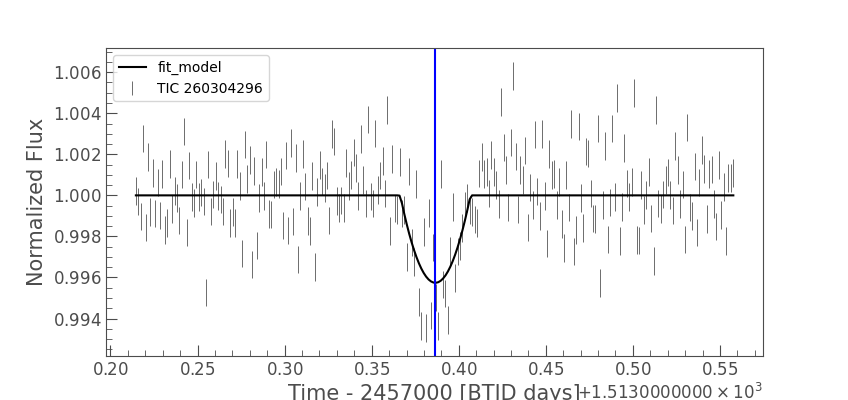 Normalized Flux
1.006
1.004
1.002
1.000
0.998
0.996
0.994
fit_model
TIC 260304296
0.20 0.25 0.30 0.35 0.40 0.45 0.50 0.55
Time - 2457000 [BTJD days]
+1.5130000000 × 10³